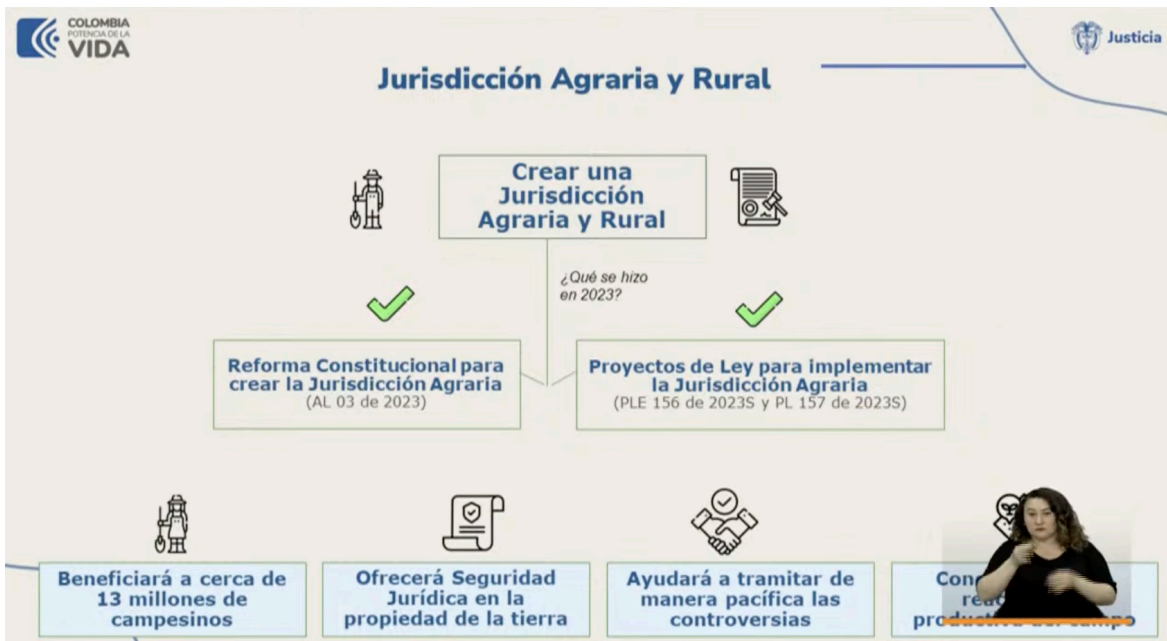 COLOMBIA
POTENCIA DE LA
VIDA
Justicia
Jurisdicción Agraria y Rural
Crear una
Jurisdicción
Agraria y Rural
¿Qué se hizo
en 2023?
Reforma Constitucional para
crear la Jurisdicción Agraria
(AL 03 de 2023)
Proyectos de Ley para implementar
la Jurisdicción Agraria
(PLE 156 de 2023S y PL 157 de 2023S)
Beneficiará a cerca de
13 millones de
campesinos
Ofrecerá Seguridad
Jurídica en la
propiedad de la tierra
Ayudará a tramitar de
manera pacífica las
controversias